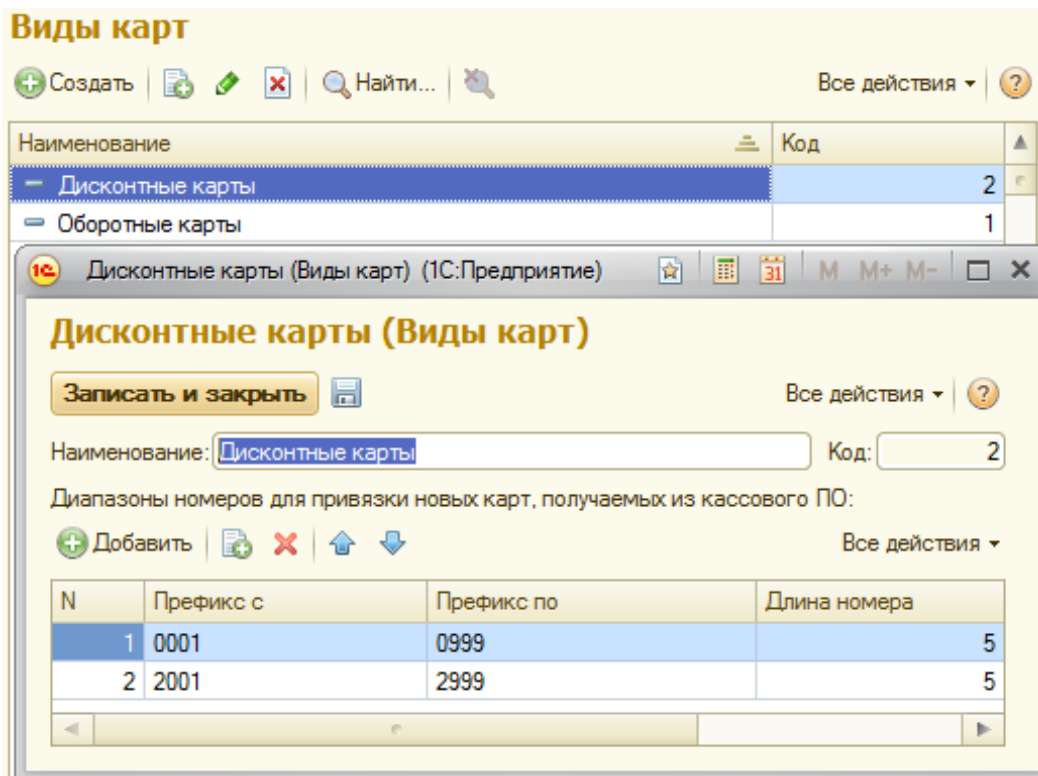 Виды карт
Создать Найти... Все действия ?
Наименование Код
Дисконтные карты 2
Оборотные карты 1
1С Дисконтные карты (Виды карт) (1С:Предприятие) 31 M M+ M-
Дисконтные карты (Виды карт)
Записать и закрыть Все действия ?
Наименование: Дисконтные карты Код: 2
Диапазоны номеров для привязки новых карт, получаемых из кассового ПО:
Добавить Все действия
N Префикс с Префикс по Длина номера
1 0001 0999 5
2 2001 2999 5